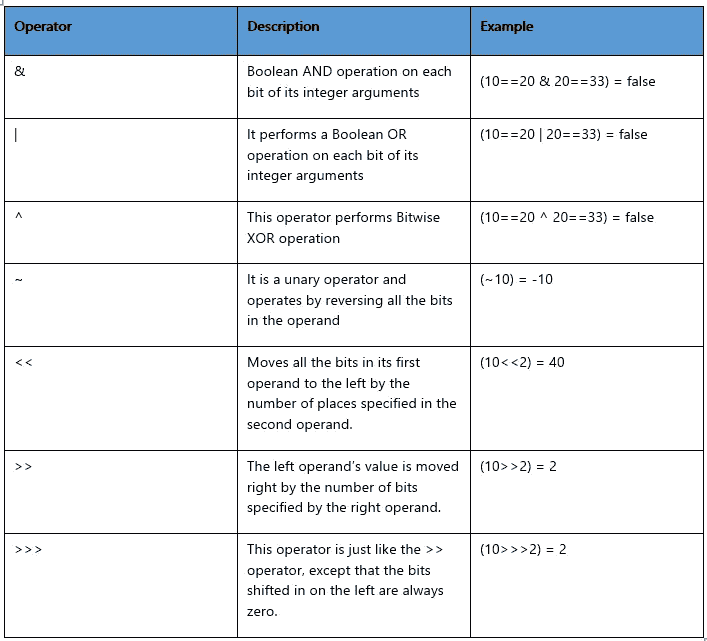 Operator Description Example
& Boolean AND operation on each (10==20 & 20==33) = false
bit of its integer arguments
| It performs a Boolean OR (10==20 | 20==33) = false
operation on each bit of its
integer arguments
^ This operator performs Bitwise (10==20 ^ 20==33) = false
XOR operation
~ It is a unary operator and (~10) = -10
operates by reversing all the bits
in the operand
<< Moves all the bits in its first (10<<2) = 40
operand to the left by the
number of places specified in the
second operand.
>> The left operand's value is moved (10>>2) = 2
right by the number of bits
specified by the right operand.
>>> This operator is just like the >> (10>>>2) = 2
operator, except that the bits
shifted in on the left are always
zero.